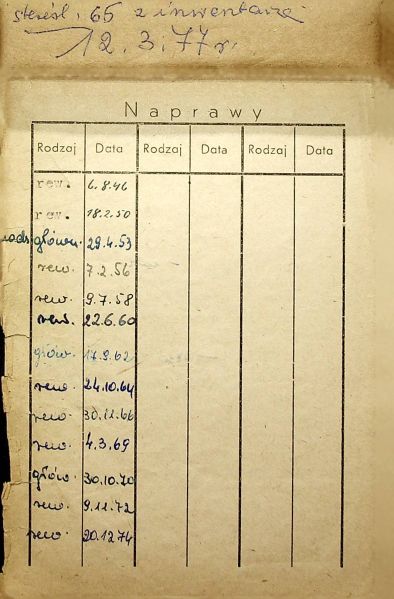 skreśl. 65 z inwentarza
12.3.77 r.
Naprawy
Rodzaj Data Rodzaj Data Rodzaj Data
rew. 6.8.46
rew. 18.2.50
główn. 29.4.53
rew. 7.2.56
rew. 9.7.58
rew. 22.6.60
głów. 17.9.62
rew. 24.10.64
rew. 30.11.66
rew. 4.3.69
głów. 30.10.70
rew. 9.11.72
rew 20.12.74